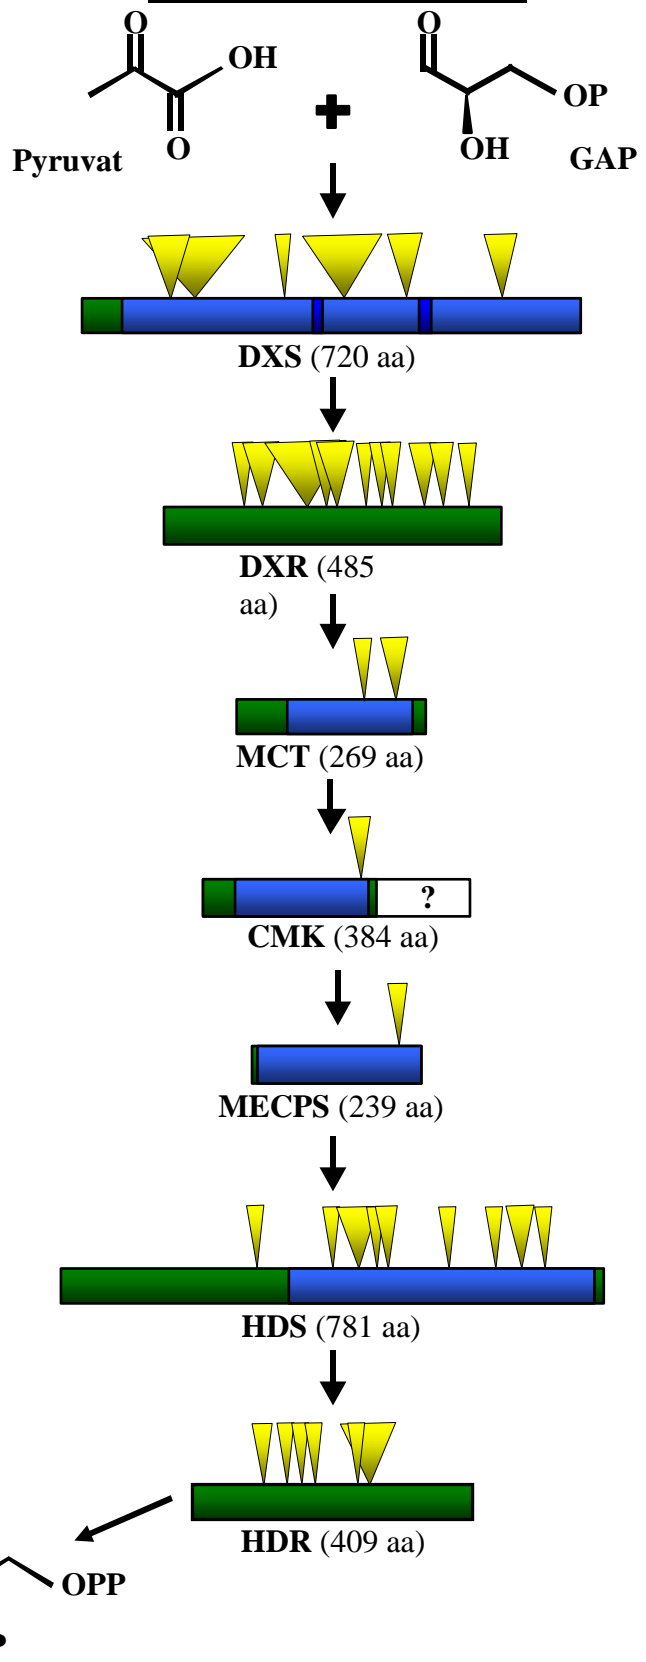 O
OH
O
Pyruvat
+
O
OP
OH
GAP
DXS (720 aa)
DXR (485
aa)
MCT (269 aa)
?
CMK (384 aa)
MECPS (239 aa)
HDS (781 aa)
HDR (409 aa)
OPP